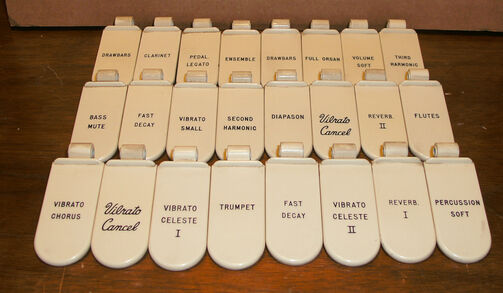 DRAWBARS
CLARINET
PEDAL
LEGATO
ENSEMBLE
DRAWBARS
FULL ORGAN
VOLUME
SOFT
THIRD
HARMONIC
BASS
MUTE
FAST
DECAY
VIBRATO
SMALL
SECOND
HARMONIC
DIAPASON
Vibrato
Cancel
REVERB.
II
FLUTES
VIBRATO
CHORUS
Vibrato
Cancel
VIBRATO
CELESTE
I
TRUMPET
FAST
DECAY
VIBRATO
CELESTE
II
REVERB.
I
PERCUSSION
SOFT